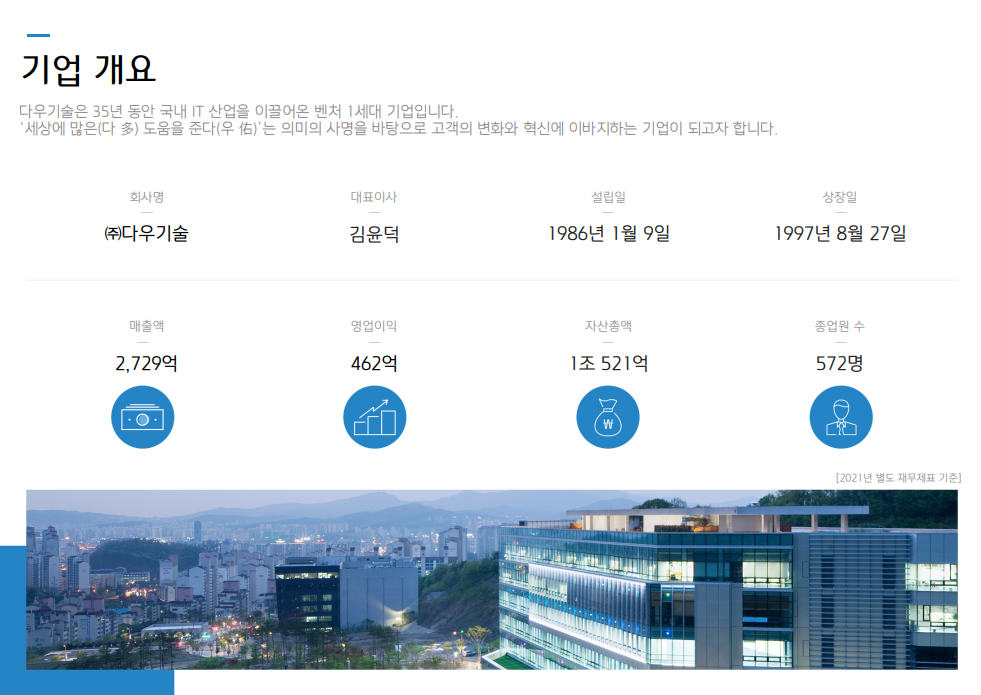 기업 개요
다우기술은 35년 동안 국내 IT 산업을 이끌어온 벤처 1세대 기업입니다.
'세상에 많은(다 多) 도움을 준다(우 佑)'는 의미의 사명을 바탕으로 고객의 변화와 혁신에 이바지하는 기업이 되고자 합니다.
회사명 대표이사 설립일 상장일
㈜다우기술 김윤덕 1986년 1월 9일 1997년 8월 27일
매출액 영업이익 자산총액 종업원 수
2,729억 462억 1조 521억 572명
₩
[2021년 별도 재무제표 기준]